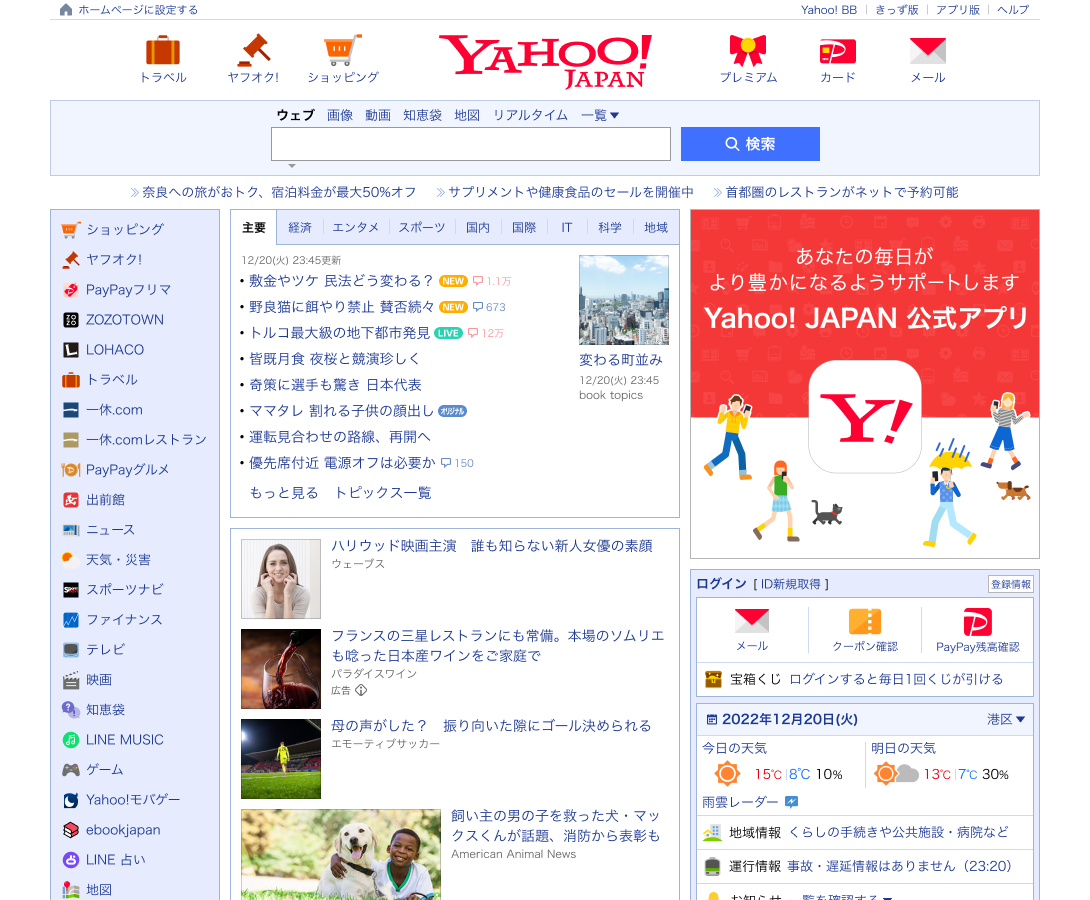 ホームページに設定する
Yahoo! BB
きっず版
アプリ版
ヘルプ
トラベル
ヤフオク!
ショッピング
YAHOO!
JAPAN
プレミアム
カード
メール
ウェブ 画像 動画 知恵袋 地図 リアルタイム 一覧▼
検索
奈良への旅がおトク、宿泊料金が最大50%オフ
サプリメントや健康食品のセールを開催中
首都圏のレストランがネットで予約可能
ショッピング
ヤフオク!
PayPayフリマ
ZOZOTOWN
LOHACO
トラベル
一休.com
一休.comレストラン
PayPayグルメ
出前館
ニュース
天気・災害
スポーツナビ
ファイナンス
テレビ
映画
知恵袋
LINE MUSIC
ゲーム
Yahoo!モバゲー
ebookjapan
LINE 占い
地図
主要 経済 エンタメ スポーツ 国内 国際 IT 科学 地域
12/20(火) 23:45更新
・敷金やツケ 民法どう変わる？ NEW 1.1万
・野良猫に餌やり禁止 賛否続々 NEW 673
・トルコ最大級の地下都市発見 LIVE 12万
・皆既月食 夜桜と競演珍しく
・奇策に選手も驚き 日本代表
・ママタレ 割れる子供の顔出し オリジナル
・運転見合わせの路線、再開へ
・優先席付近 電源オフは必要か 150
もっと見る トピックス一覧
変わる町並み
12/20(火) 23:45
book topics
ハリウッド映画主演　誰も知らない新人女優の素顔
ウェーブス
フランスの三星レストランにも常備。本場のソムリエ
も唸った日本産ワインをご家庭で
パラダイスワイン
広告
母の声がした？　振り向いた隙にゴール決められる
エモーティブサッカー
飼い主の男の子を救った犬・マッ
クスくんが話題、消防から表彰も
American Animal News
あなたの毎日が
より豊かになるようサポートします
Yahoo! JAPAN 公式アプリ
Y!
ログイン [ ID新規取得 ]
登録情報
メール
クーポン確認
PayPay残高確認
宝箱くじ ログインすると毎日1回くじが引ける
2022年12月20日(火)
港区▼
今日の天気
15℃ 8℃ 10%
明日の天気
13℃ 7℃ 30%
雨雲レーダー
地域情報 くらしの手続きや公共施設・病院など
運行情報 事故・遅延情報はありません（23:20）
お知らせ 一覧を確認する▼